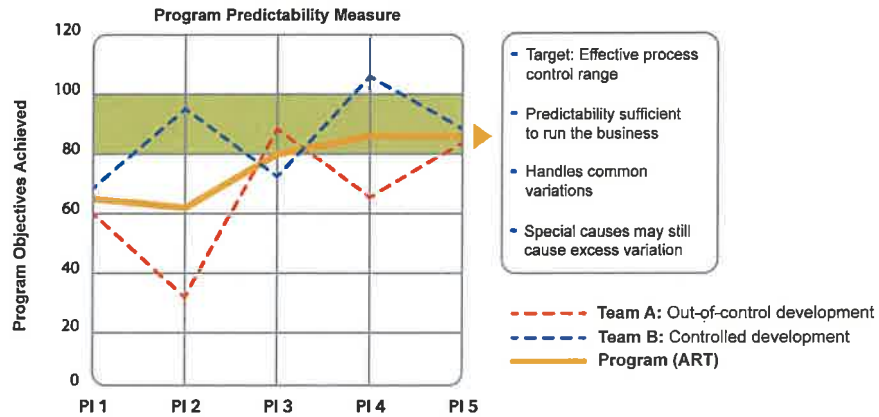 Program Predictability Measure
120
100
80
60
40
20
0
Program Objectives Achieved
PI 1
PI 2
PI 3
PI 4
PI 5
Target: Effective process
control range
Predictability sufficient
to run the business
Handles common
variations
Special causes may still
cause excess variation
Team A: Out-of-control development
Team B: Controlled development
Program (ART)